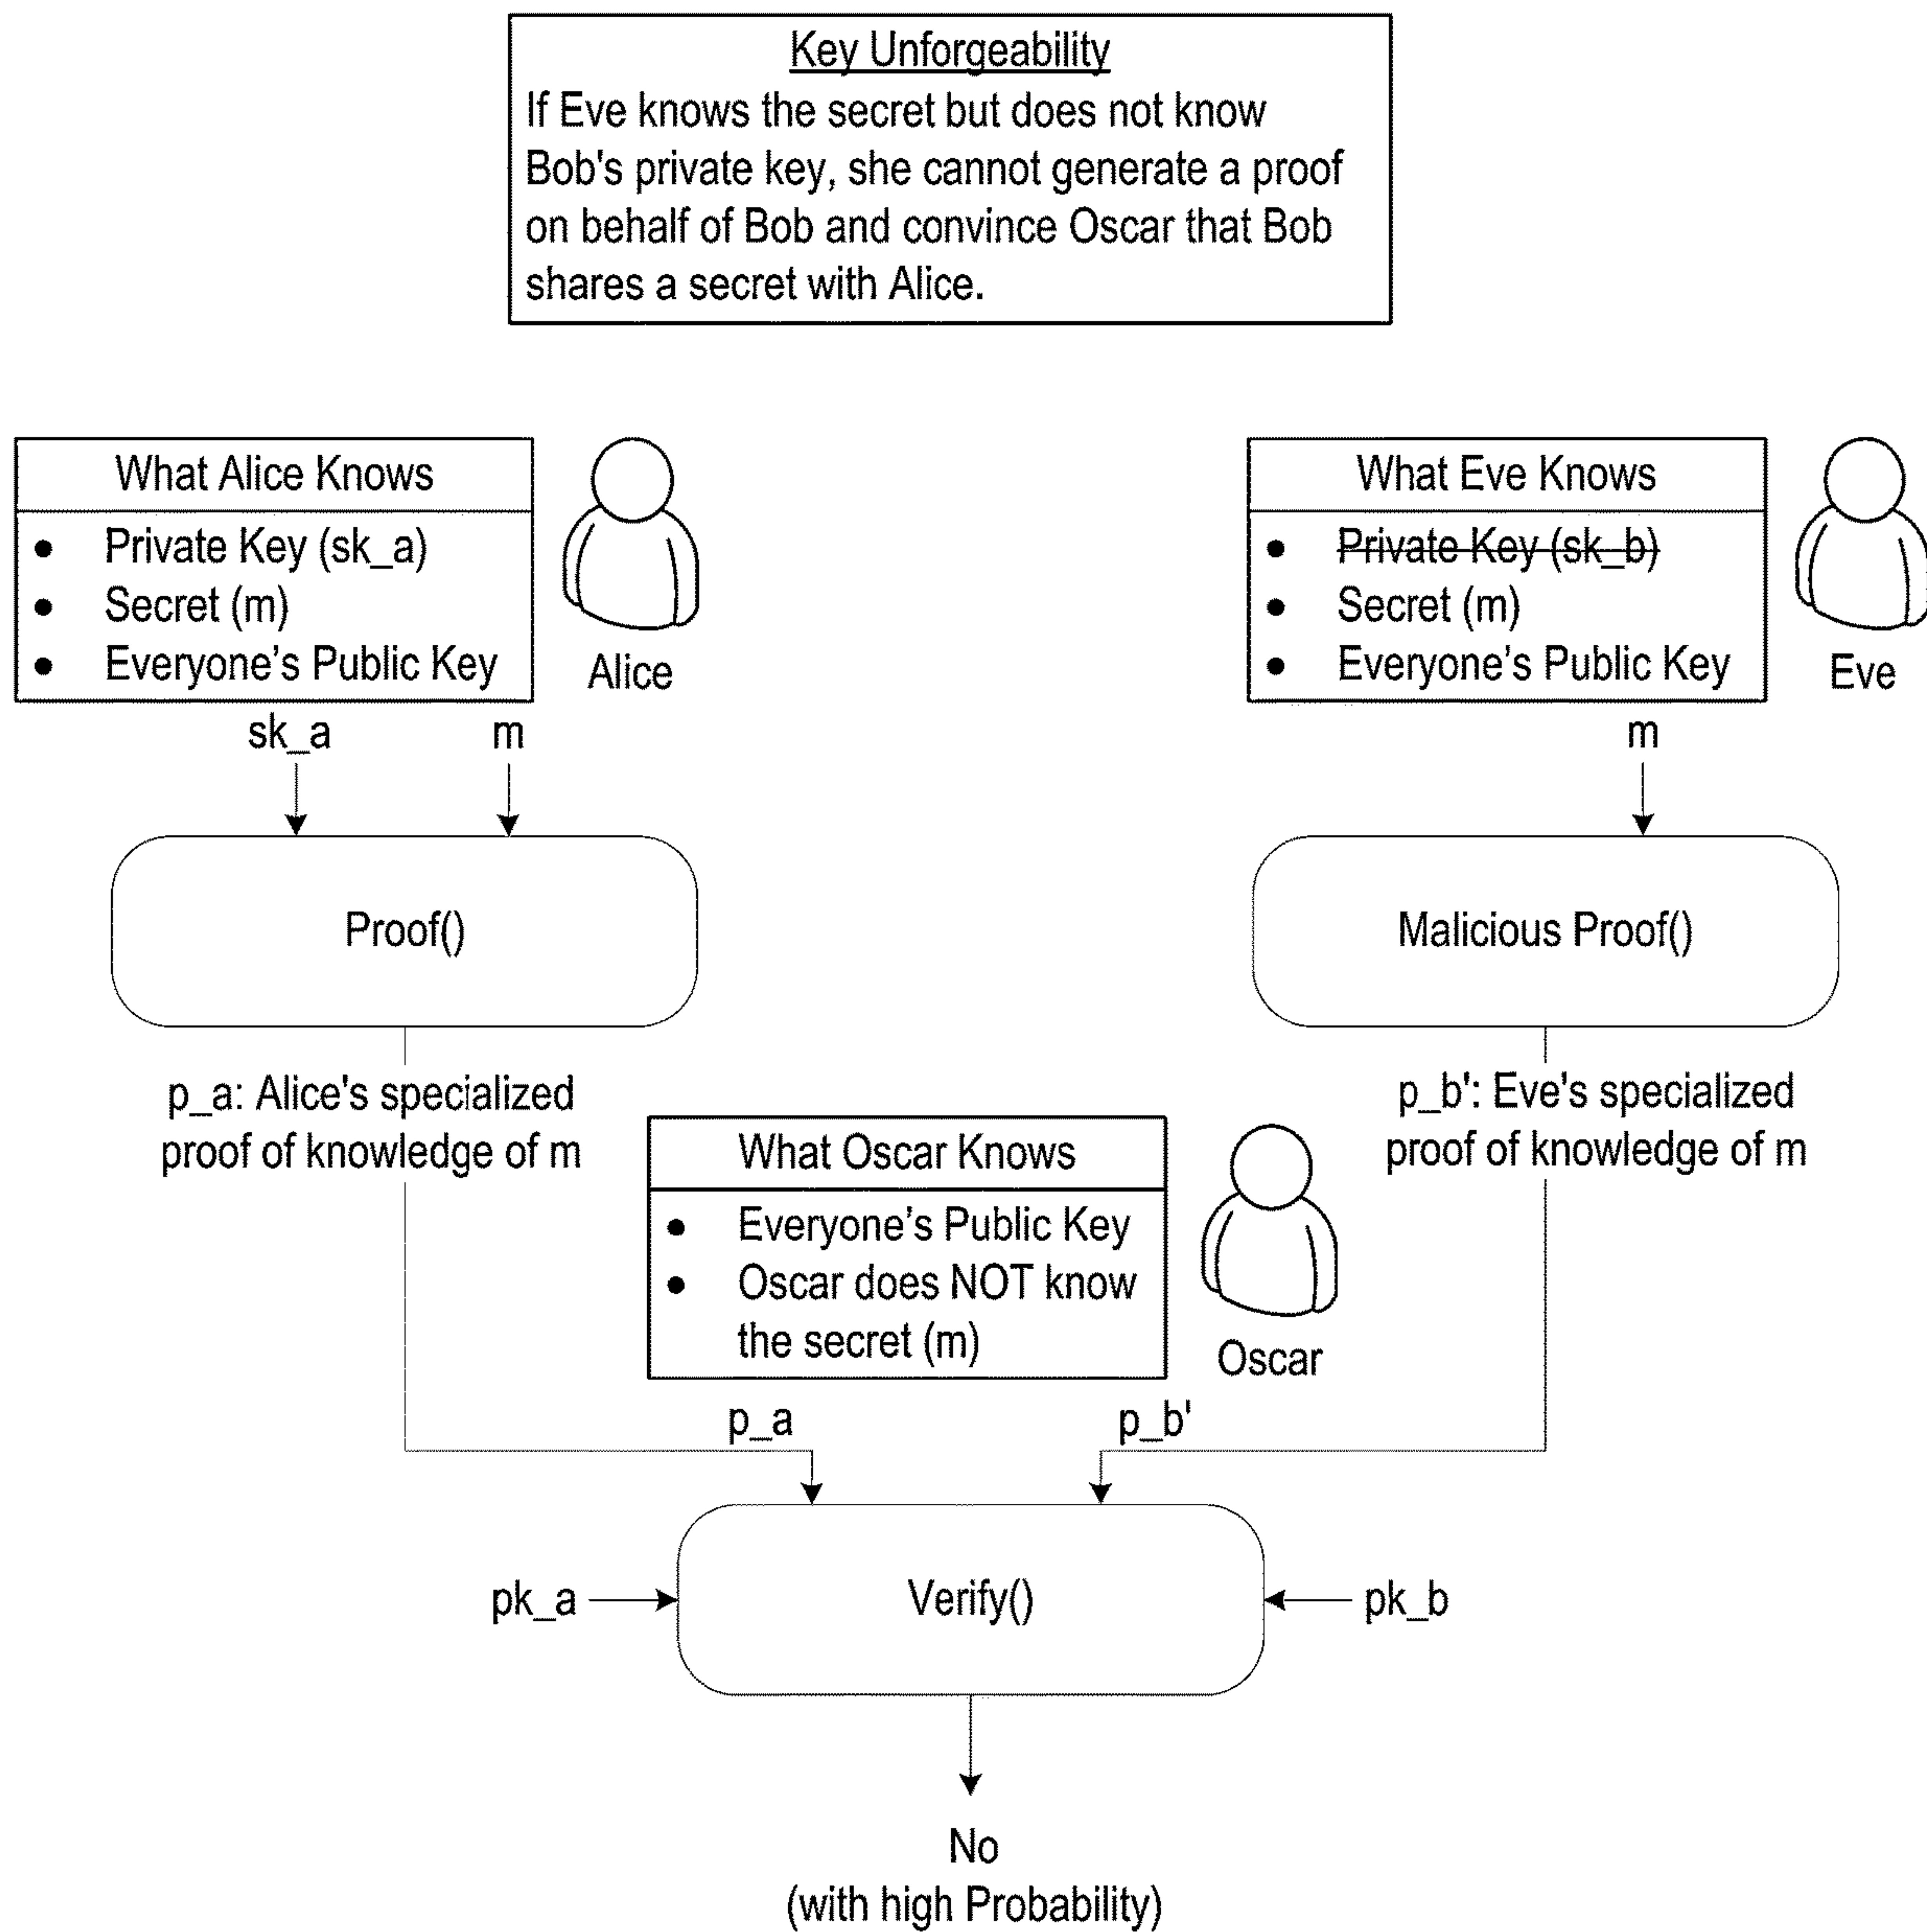 Key Unforgeability
If Eve knows the secret but does not know
Bob's private key, she cannot generate a proof
on behalf of Bob and convince Oscar that Bob
shares a secret with Alice.
What Alice Knows
• Private Key (sk_a)
• Secret (m)
• Everyone’s Public Key
Alice
What Eve Knows
• Private Key (sk_b)
• Secret (m)
• Everyone’s Public Key
Eve
sk_a
m
m
Proof()
Malicious Proof()
p_a: Alice's specialized
proof of knowledge of m
p_b': Eve's specialized
proof of knowledge of m
What Oscar Knows
• Everyone’s Public Key
• Oscar does NOT know
the secret (m)
Oscar
p_a
p_b'
pk_a
Verify()
pk_b
No
(with high Probability)